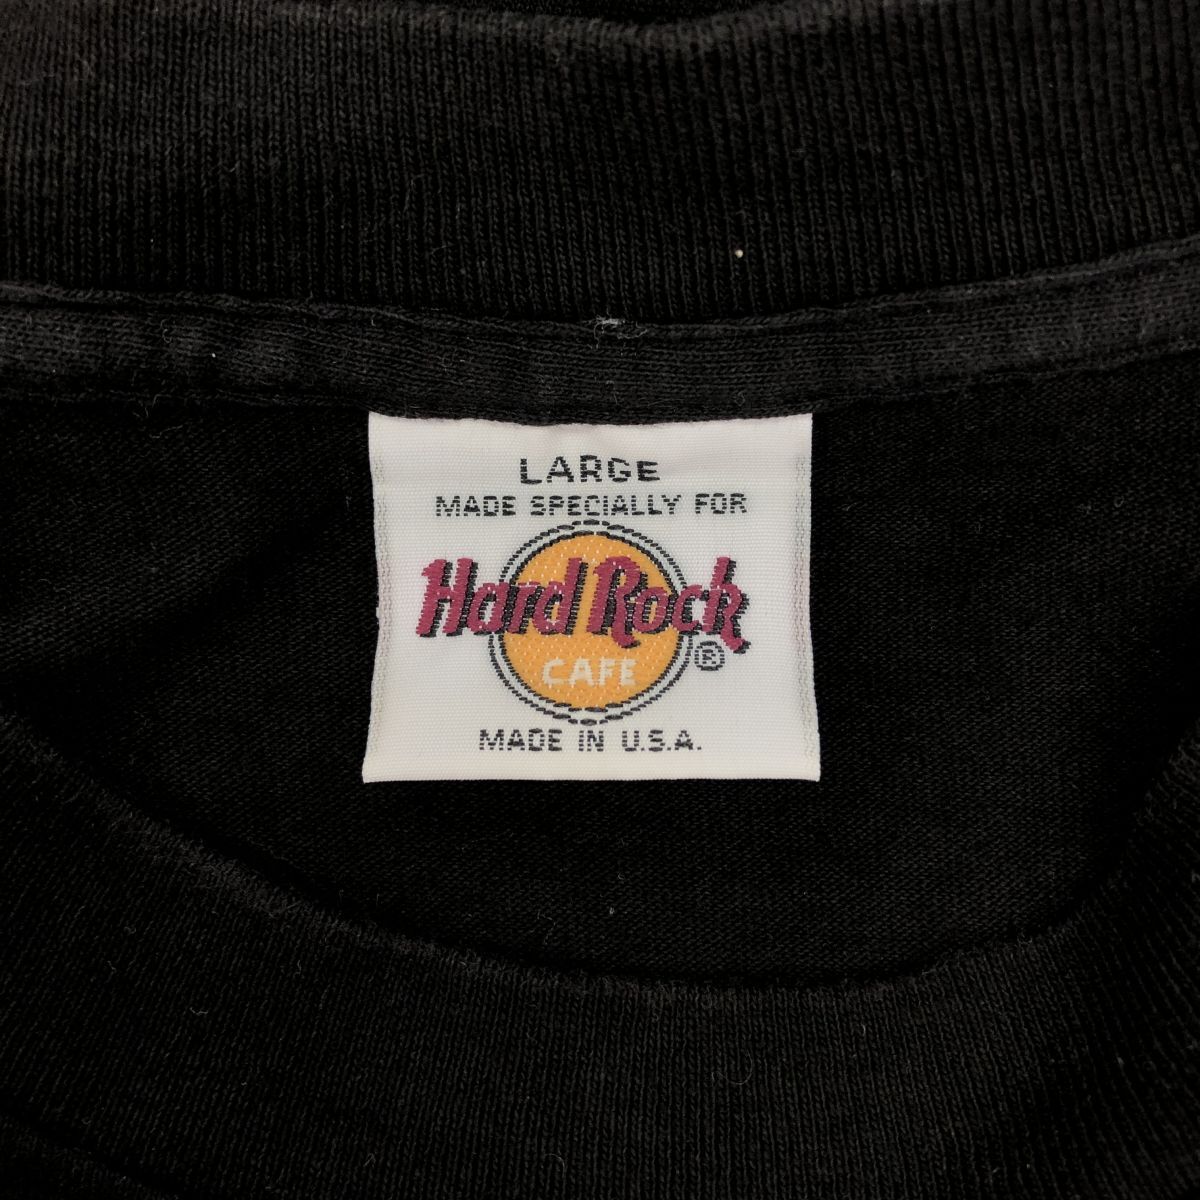 LARGE
MADE SPECIALLY FOR
Hard Rock
CAFE ®
MADE IN U.S.A.